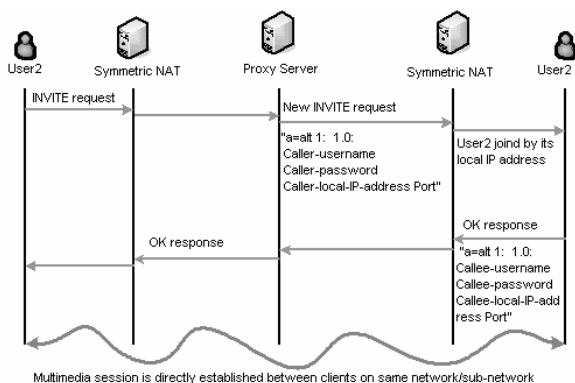 User2
Symmetric NAT
Proxy Server
Symmetric NAT
User2
INVITE request
New INVITE request
"a=alt 1: 1.0:
Caller-username
Caller-password
Caller-local-IP-address Port"
User2 joind by its
local IP address
OK response
"a=alt 1: 1.0:
Callee-username
Callee-password
Callee-local-IP-add
ress Port"
OK response
Multimedia session is directly established between clients on same network/sub-network